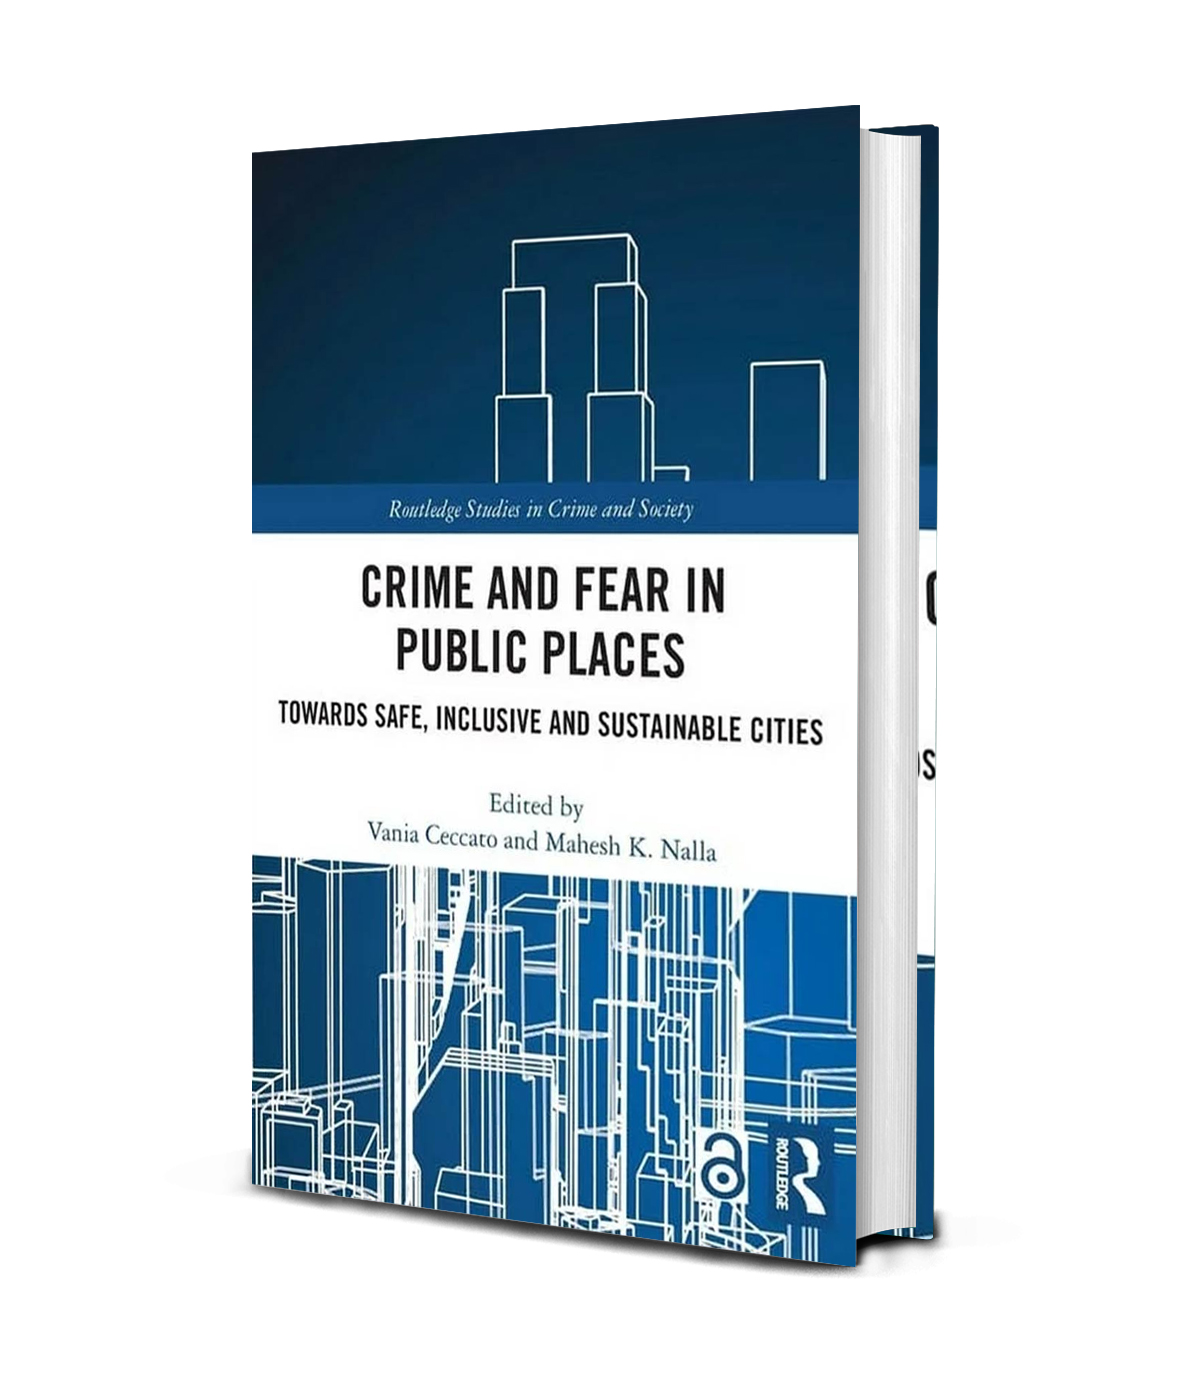 Routledge Studies in Crime and Society
CRIME AND FEAR IN
PUBLIC PLACES
TOWARDS SAFE, INCLUSIVE AND SUSTAINABLE CITIES
Edited by
Vania Ceccato and Mahesh K. Nalla
ROUTLEDGE